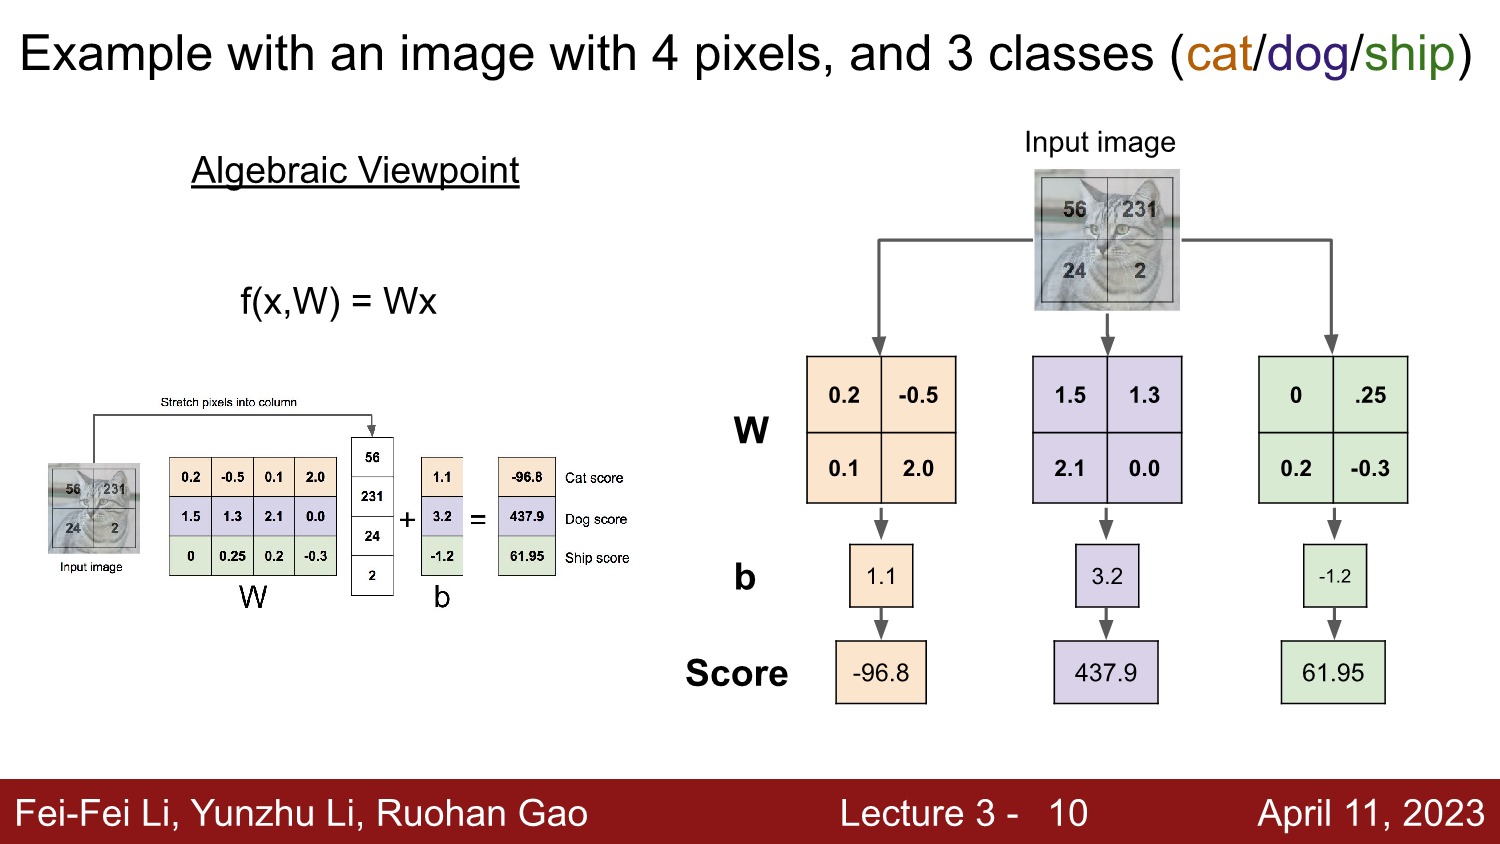 Example with an image with 4 pixels, and 3 classes (cat/dog/ship)
Algebraic Viewpoint
f(x,W) = Wx
Stretch pixels into column
56 231
24 2
Input image
0.2 -0.5 0.1 2.0
1.5 1.3 2.1 0.0
0 0.25 0.2 -0.3
W
56
231
24
2
+
1.1
3.2
-1.2
b
=
-96.8 Cat score
437.9 Dog score
61.95 Ship score
Input image
56 231
24 2
W
0.2 -0.5
0.1 2.0
1.5 1.3
2.1 0.0
0 .25
0.2 -0.3
b
1.1 3.2 -1.2
Score
-96.8 437.9 61.95
Fei-Fei Li, Yunzhu Li, Ruohan Gao Lecture 3 - 10 April 11, 2023